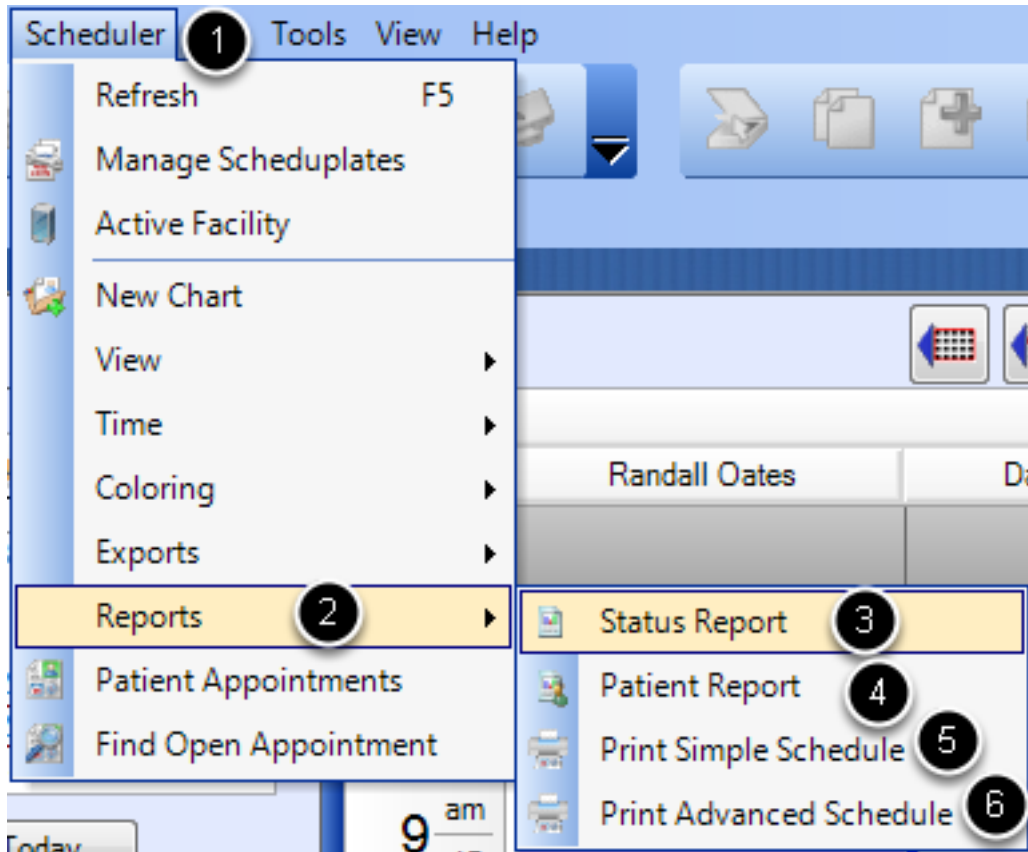 Scheduler 1 Tools View Help
Refresh F5
Manage Scheduplates
Active Facility
New Chart
View
Time
Coloring
Exports
Reports 2
Patient Appointments
Find Open Appointment
Randall Oates
Status Report 3
Patient Report 4
Print Simple Schedule 5
Print Advanced Schedule 6
Today
9 am